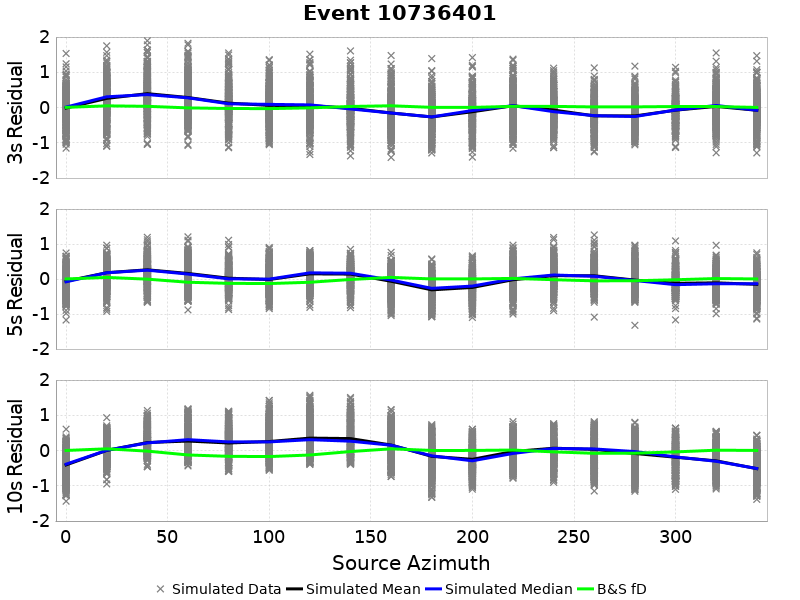 Event 10736401
3s Residual
2
1
0
-1
-2
5s Residual
2
1
0
-1
-2
10s Residual
2
1
0
-1
-2
0 50 100 150 200 250 300
Source Azimuth
Simulated Data Simulated Mean Simulated Median B&S fD